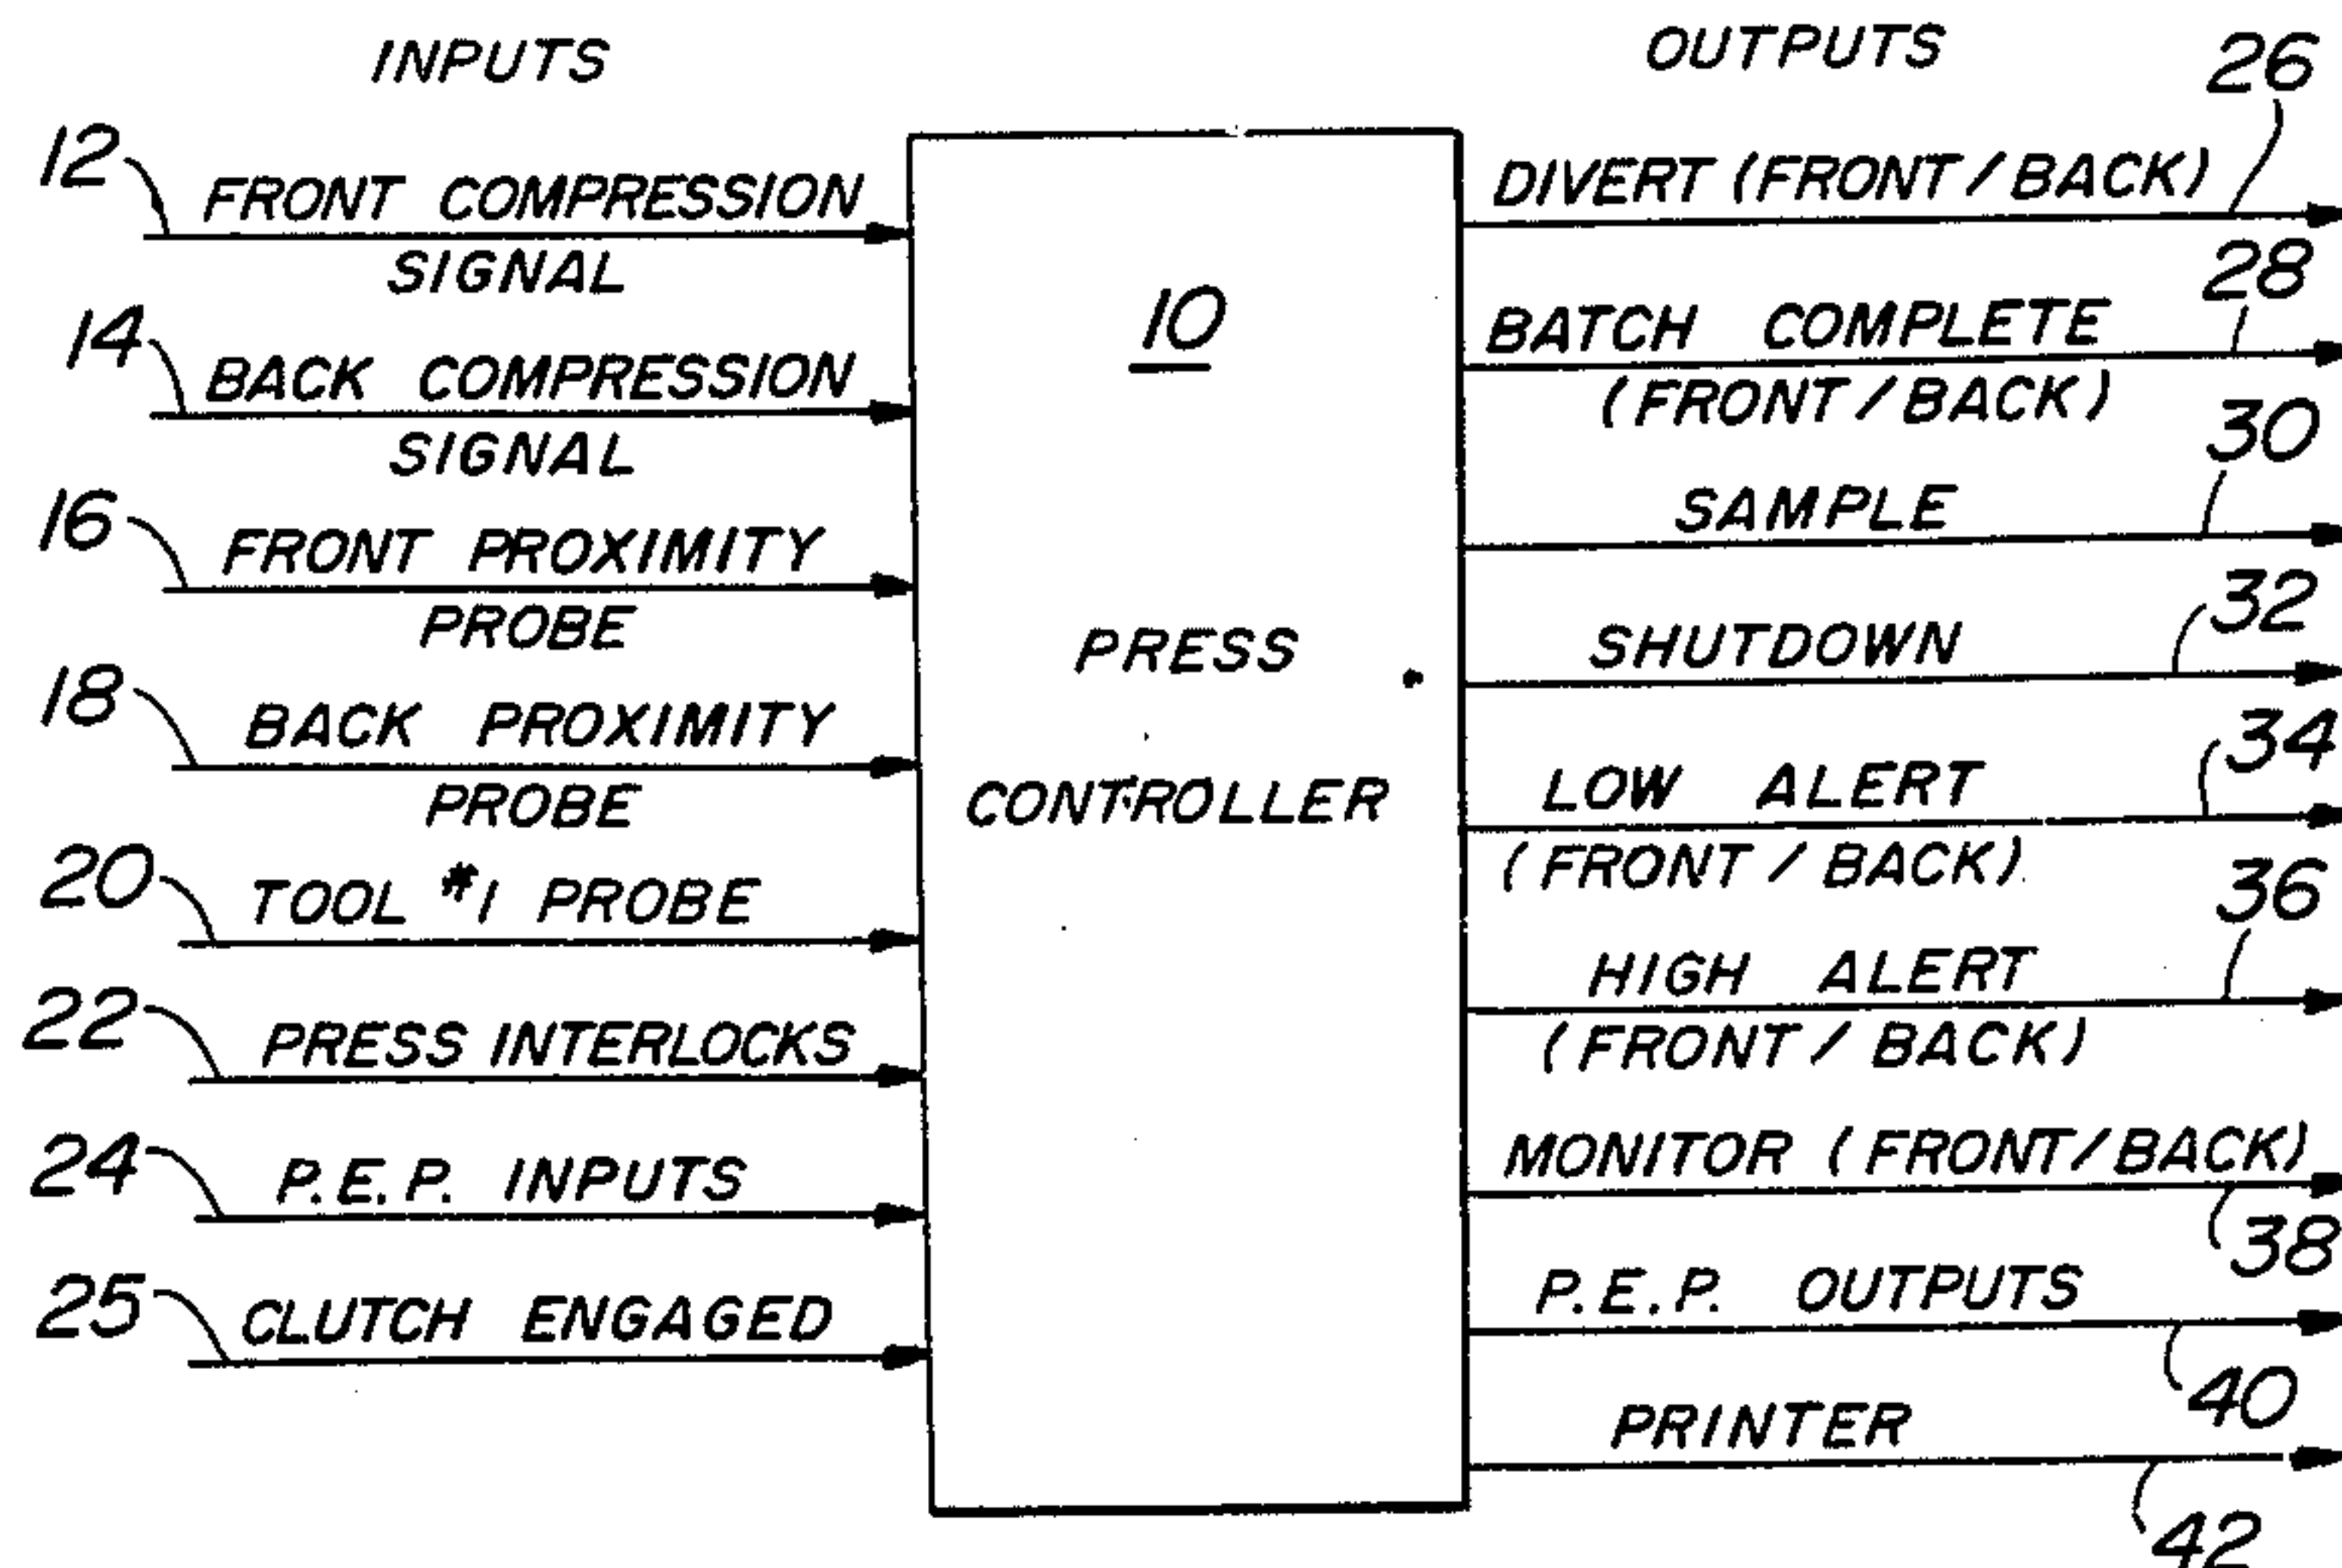 INPUTS
12
FRONT COMPRESSION
SIGNAL
14
BACK COMPRESSION
SIGNAL
16
FRONT PROXIMITY
PROBE
18
BACK PROXIMITY
PROBE
20
TOOL #1 PROBE
22
PRESS INTERLOCKS
24
P.E.P. INPUTS
25
CLUTCH ENGAGED
10
PRESS
CONTROLLER
OUTPUTS
26
DIVERT (FRONT/BACK)
28
BATCH COMPLETE
(FRONT/BACK)
30
SAMPLE
32
SHUTDOWN
34
LOW ALERT
(FRONT/BACK)
36
HIGH ALERT
(FRONT/BACK)
MONITOR (FRONT/BACK)
38
P.E.P. OUTPUTS
40
PRINTER
42